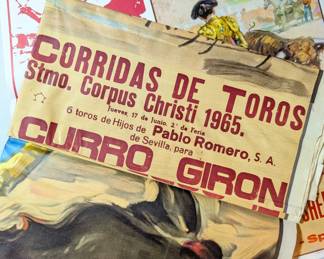 CORRIDAS DE TOROS
Stmo. Corpus Christi 1965.
Jueves, 17 de Junio. 2.ª de Feria
6 toros de Hijos de Pablo Romero, S. A.
de Sevilla, para
CURRO GIRON